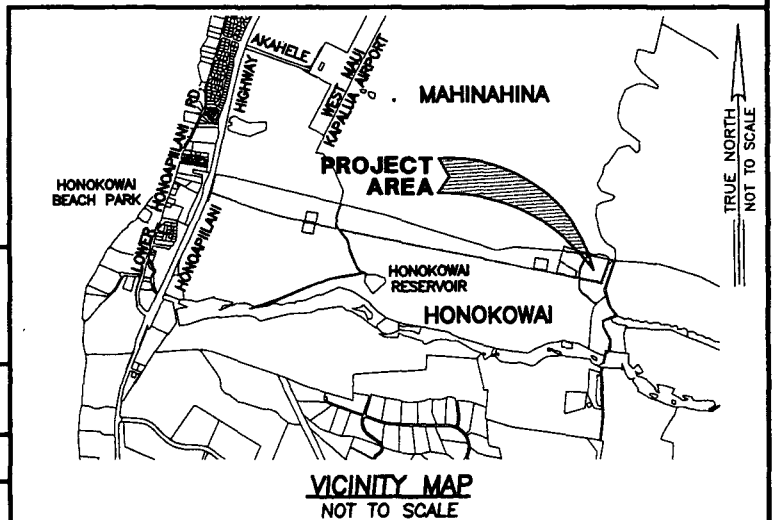 AKAHELE
HIGHWAY
WEST MAUI
KAPALUA AIRPORT
MAHINAHINA
TRUE NORTH
NOT TO SCALE
LOWER HONOAPIILANI RD.
PROJECT
AREA
HONOKOWAI
BEACH PARK
HONOAPIILANI
HONOKOWAI
RESERVOIR
HONOKOWAI
VICINITY MAP
NOT TO SCALE